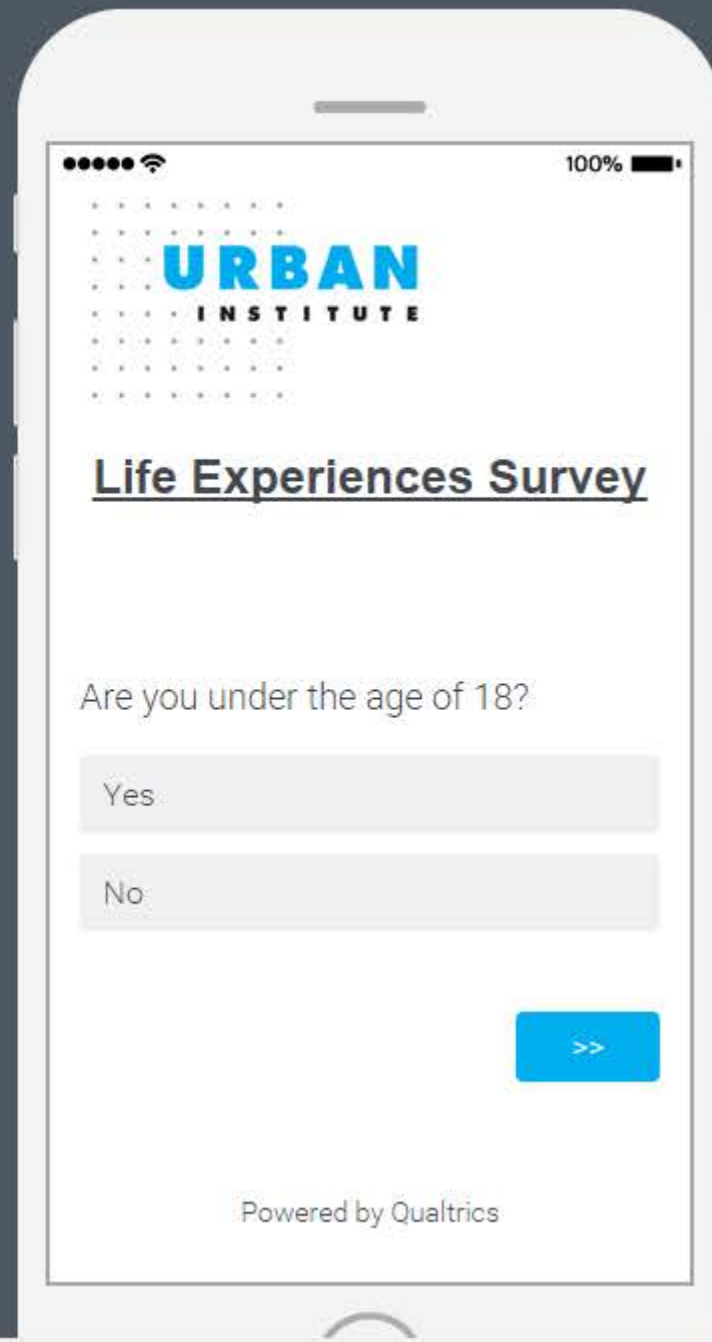 100%
URBAN
INSTITUTE
Life Experiences Survey
Are you under the age of 18?
Yes
No
>>
Powered by Qualtrics